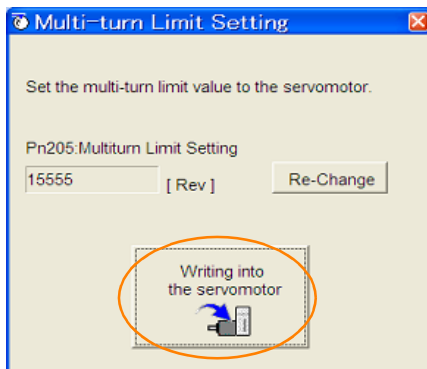 Multi-turn Limit Setting
Set the multi-turn limit value to the servomotor.
Pn205:Multiturn Limit Setting
15555 [ Rev ] Re-Change
Writing into
the servomotor